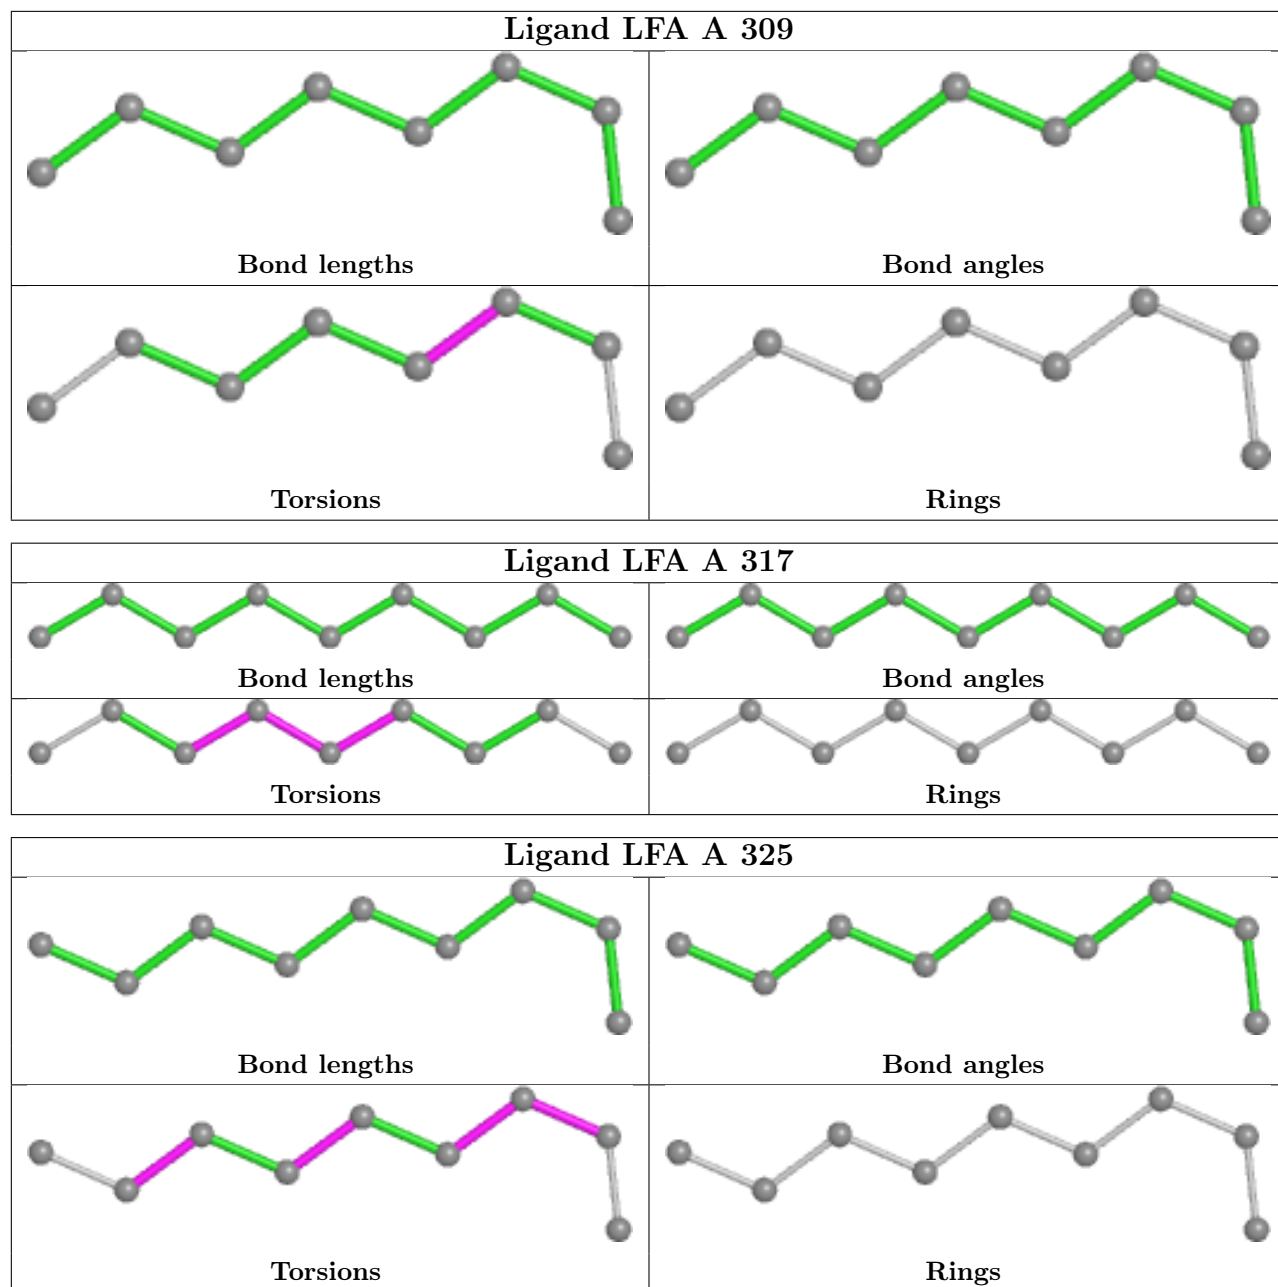 Ligand LFA A 309
Bond lengths
Bond angles
Torsions
Rings
Ligand LFA A 317
Bond lengths
Bond angles
Torsions
Rings
Ligand LFA A 325
Bond lengths
Bond angles
Torsions
Rings